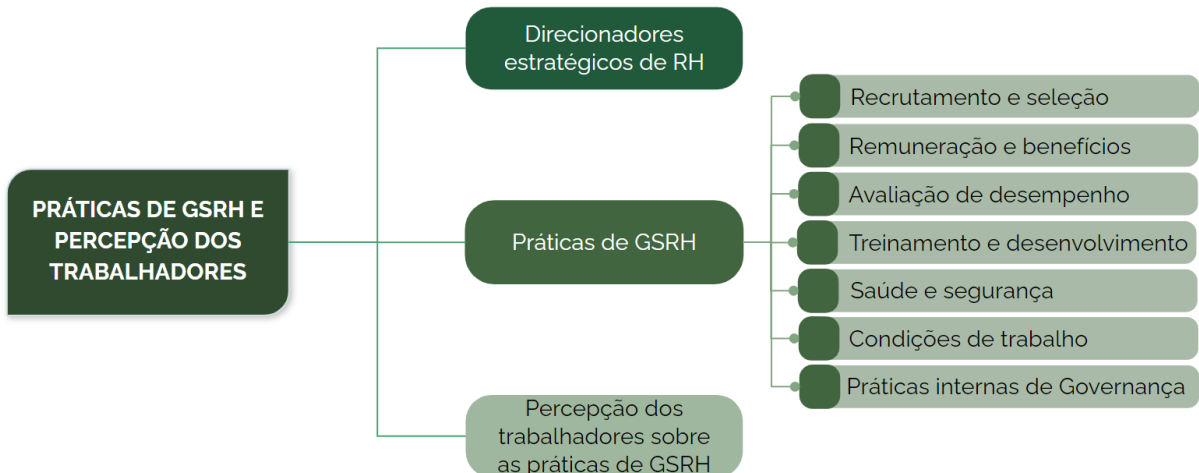 Direcionadores
estratégicos de RH
PRÁTICAS DE GSRH E
PERCEPÇÃO DOS
TRABALHADORES
Práticas de GSRH
Recrutamento e seleção
Remuneração e benefícios
Avaliação de desempenho
Treinamento e desenvolvimento
Saúde e segurança
Condições de trabalho
Práticas internas de Governança
Percepção dos
trabalhadores sobre
as práticas de GSRH